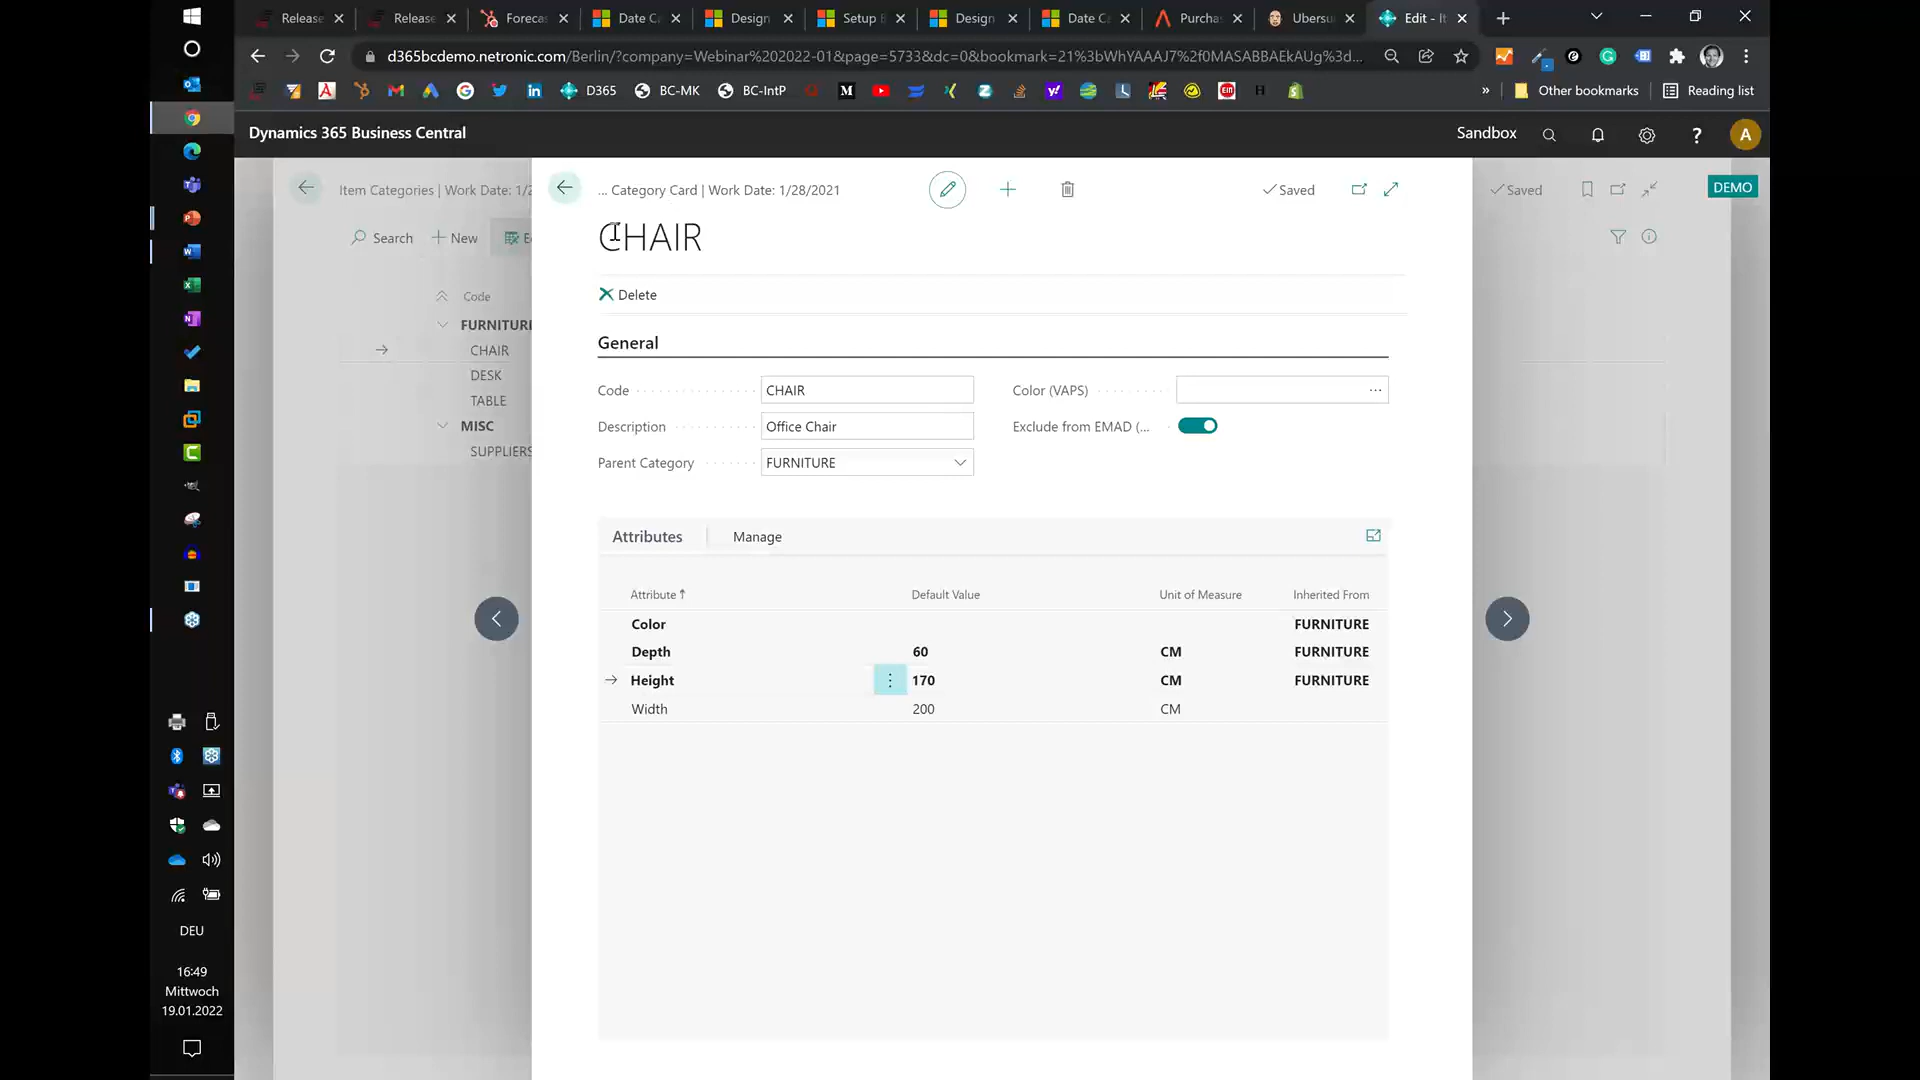 Release
Release
Forecas
Date C
Design
Setup
Design
Date C
Purcha
Ubersu
Edit - It
d365bcdemo.netronic.com/Berlin/?company=Webinar%202022-01&page=5733&dc=0&bookmark=21%3bWhYAAAJ7%2f0MASABBAEkAUg%3d...
D365
BC-MK
BC-IntP
Other bookmarks
Reading list
Dynamics 365 Business Central
Sandbox
A
Item Categories | Work Date: 1/2
... Category Card | Work Date: 1/28/2021
Saved
Saved
DEMO
Search
New
E
CHAIR
Delete
Code
FURNITURE
CHAIR
DESK
TABLE
MISC
SUPPLIERS
General
Code
CHAIR
Color (VAPS)
Description
Office Chair
Exclude from EMAD (...
Parent Category
FURNITURE
Attributes
Manage
Attribute ↑
Default Value
Unit of Measure
Inherited From
Color
FURNITURE
Depth
60
CM
FURNITURE
Height
170
CM
FURNITURE
Width
200
CM
DEU
16:49
Mittwoch
19.01.2022